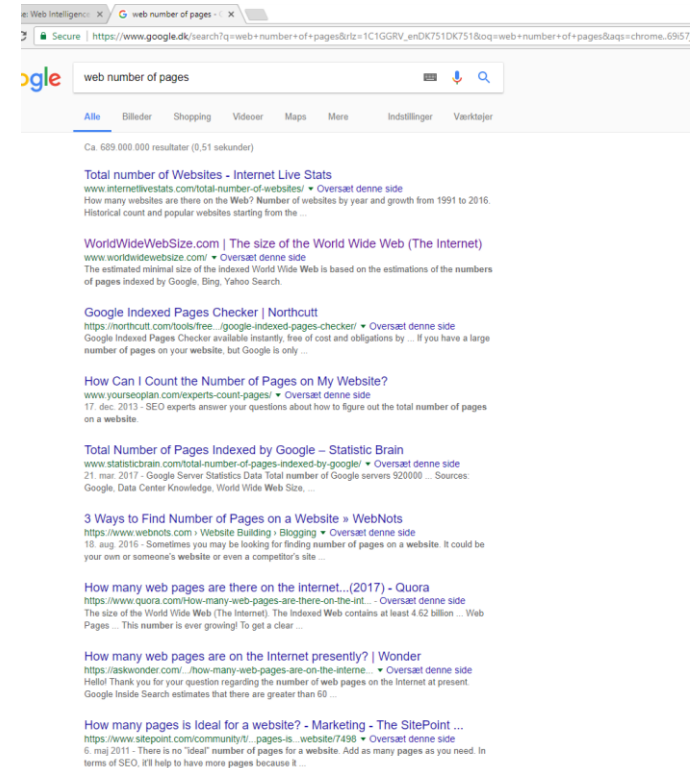 e: Web Intelligence
web number of pages - G
Secure | https://www.google.dk/search?q=web+number+of+pages&rlz=1C1GGRV_enDK751DK751&oq=web+number+of+pages&aqs=chrome..69i57
ogle
web number of pages
Alle Billeder Shopping Videoer Maps Mere Indstillinger Værktøjer
Ca. 689.000.000 resultater (0,51 sekunder)
Total number of Websites - Internet Live Stats
www.internetlivestats.com/total-number-of-websites/ ▾ Oversæt denne side
How many websites are there on the Web? Number of websites by year and growth from 1991 to 2016.
Historical count and popular websites starting from the ...
WorldWideWebSize.com | The size of the World Wide Web (The Internet)
www.worldwidewebsize.com/ ▾ Oversæt denne side
The estimated minimal size of the indexed World Wide Web is based on the estimations of the numbers
of pages indexed by Google, Bing, Yahoo Search.
Google Indexed Pages Checker | Northcutt
https://northcutt.com/tools/free.../google-indexed-pages-checker/ ▾ Oversæt denne side
Google Indexed Pages Checker available instantly, free of cost and obligations by ... If you have a large
number of pages on your website, but Google is only ...
How Can I Count the Number of Pages on My Website?
www.yourseoplan.com/experts-count-pages/ ▾ Oversæt denne side
17. dec. 2013 - SEO experts answer your questions about how to figure out the total number of pages
on a website.
Total Number of Pages Indexed by Google – Statistic Brain
www.statisticbrain.com/total-number-of-pages-indexed-by-google/ ▾ Oversæt denne side
21. mar. 2017 - Google Server Statistics Data Total number of Google servers 920000 ... Sources:
Google, Data Center Knowledge, World Wide Web Size, ...
3 Ways to Find Number of Pages on a Website » WebNots
https://www.webnots.com › Website Building › Blogging ▾ Oversæt denne side
18. aug. 2016 - Sometimes you may be looking for finding number of pages on a website. It could be
your own or someone's website or even a competitor's site ...
How many web pages are there on the internet...(2017) - Quora
https://www.quora.com/How-many-web-pages-are-there-on-the-int... - Oversæt denne side
The size of the World Wide Web (The Internet). The Indexed Web contains at least 4.62 billion ... Web
Pages ... This number is ever growing! To get a clear ...
How many web pages are on the Internet presently? | Wonder
https://askwonder.com/.../how-many-web-pages-are-on-the-interne... ▾ Oversæt denne side
Hello! Thank you for your question regarding the number of web pages on the Internet at present.
Google Inside Search estimates that there are greater than 60 ...
How many pages is Ideal for a website? - Marketing - The SitePoint ...
https://www.sitepoint.com/community/t/...pages-is...website/7498 ▾ Oversæt denne side
6. maj 2011 - There is no "ideal" number of pages for a website. Add as many pages as you need. In
terms of SEO, it'll help to have more pages because it ...